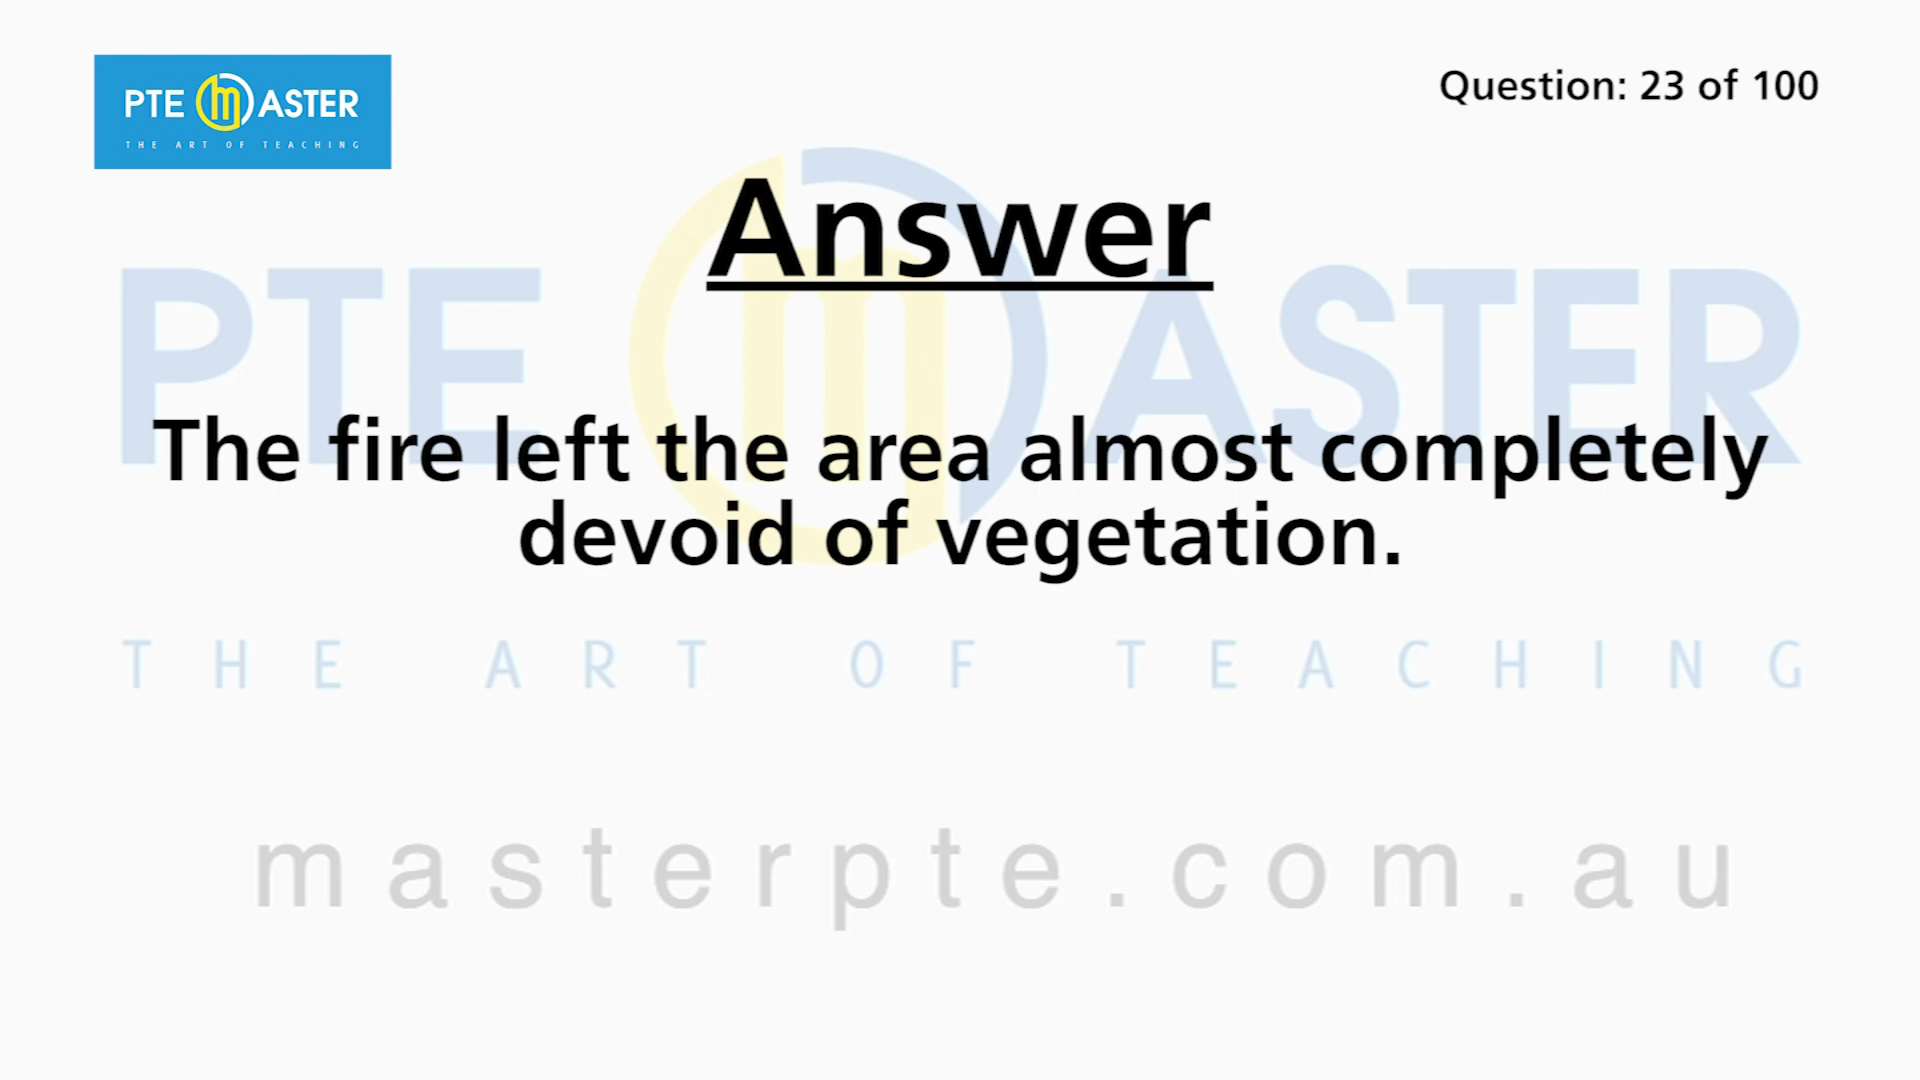 PTE MASTER
THE ART OF TEACHING
Question: 23 of 100
Answer
PTE MASTER
The fire left the area almost completely
devoid of vegetation.
THE ART OF TEACHING
masterpte.com.au